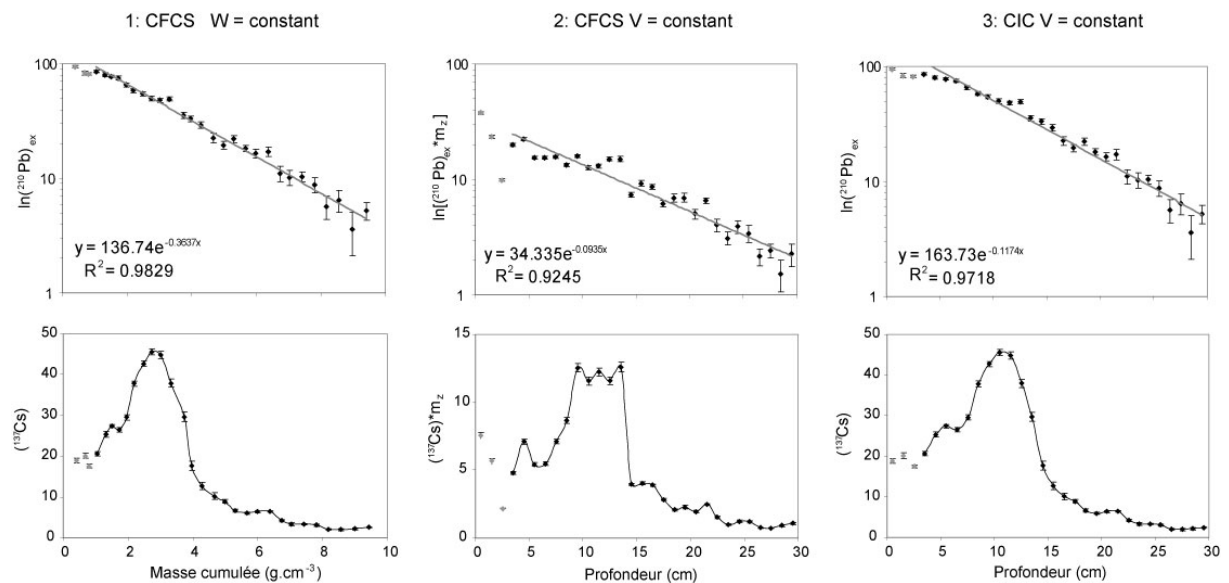 1: CFCS W = constant
2: CFCS V = constant
3: CIC V = constant
100
10
1
ln(²¹⁰Pb)ex
y = 136.74e^-0.3637x
R² = 0.9829
100
10
1
ln[(²¹⁰Pb)ex*mz]
y = 34.335e^-0.0935x
R² = 0.9245
100
10
1
ln(²¹⁰Pb)ex
y = 163.73e^-0.1174x
R² = 0.9718
50
40
30
20
10
0
(¹³⁷Cs)
0 2 4 6 8 10
Masse cumulée (g.cm⁻³)
15
10
5
0
(¹³⁷Cs)*mz
0 5 10 15 20 25 30
Profondeur (cm)
50
40
30
20
10
0
(¹³⁷Cs)
0 5 10 15 20 25 30
Profondeur (cm)